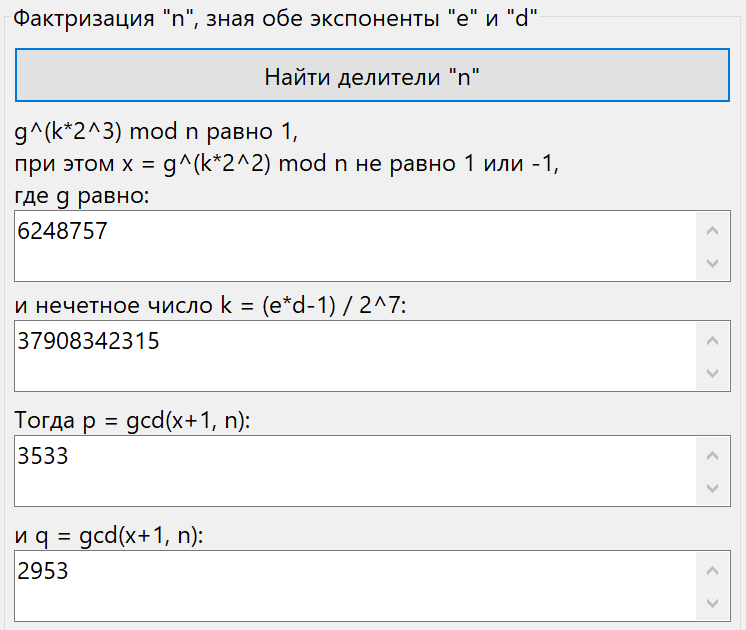 Фактризация "n", зная обе экспоненты "e" и "d"
Найти делители "n"
g^(k*2^3) mod n равно 1,
при этом x = g^(k*2^2) mod n не равно 1 или -1,
где g равно:
6248757
и нечетное число k = (e*d-1) / 2^7:
37908342315
Тогда p = gcd(x+1, n):
3533
и q = gcd(x+1, n):
2953